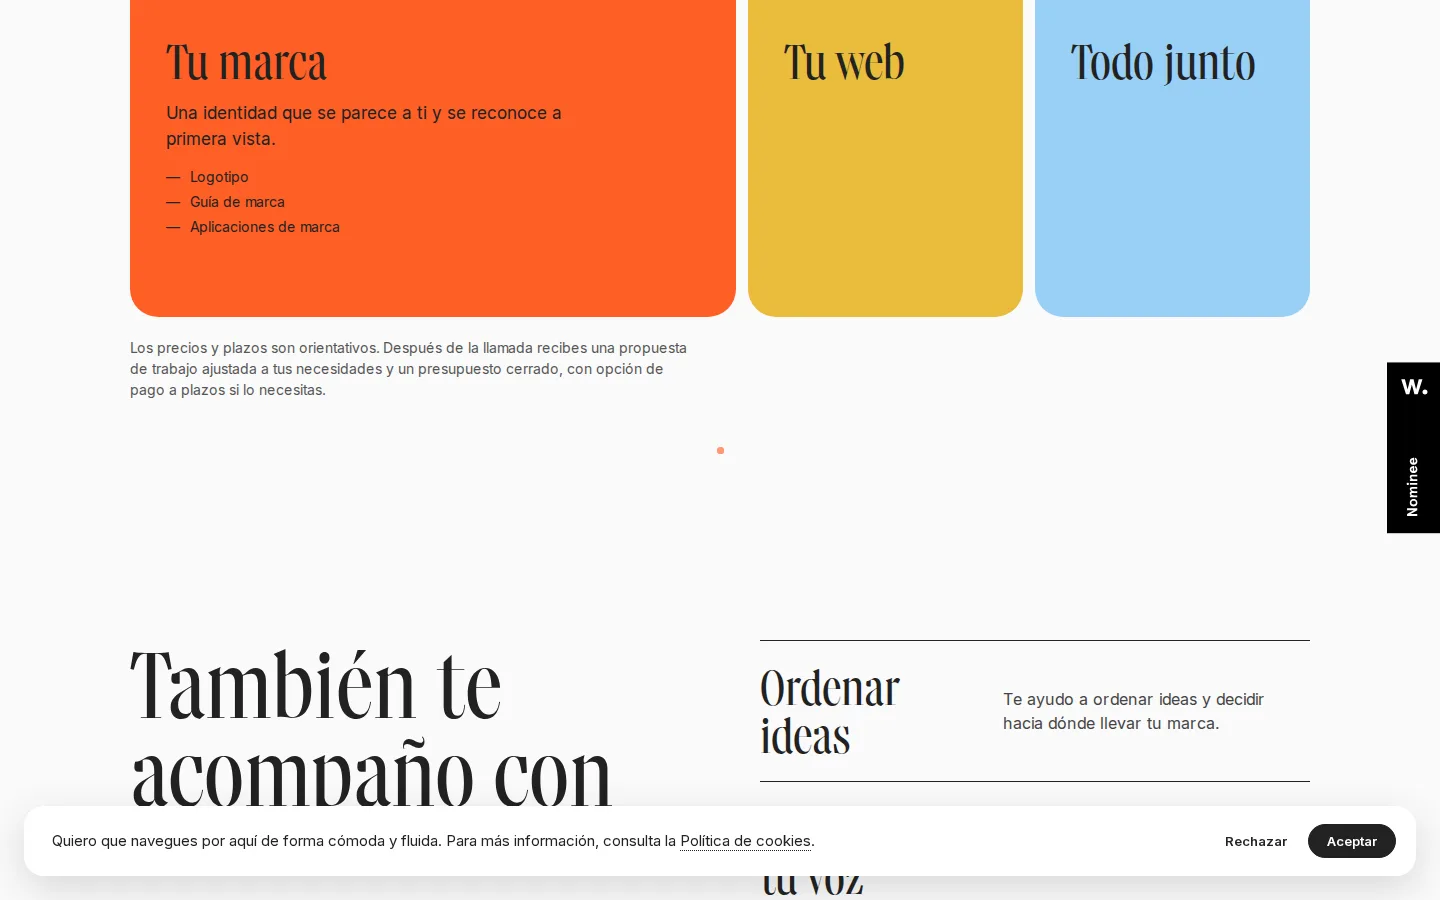 Tu marca
Una identidad que se parece a ti y se reconoce a
primera vista.
— Logotipo
— Guía de marca
— Aplicaciones de marca
Tu web
Todo junto
Los precios y plazos son orientativos. Después de la llamada recibes una propuesta
de trabajo ajustada a tus necesidades y un presupuesto cerrado, con opción de
pago a plazos si lo necesitas.
W.
Nominee
También te
acompaño con
Ordenar
ideas
Te ayudo a ordenar ideas y decidir
hacia dónde llevar tu marca.
tu voz
Quiero que navegues por aquí de forma cómoda y fluida. Para más información, consulta la Política de cookies.
Rechazar
Aceptar